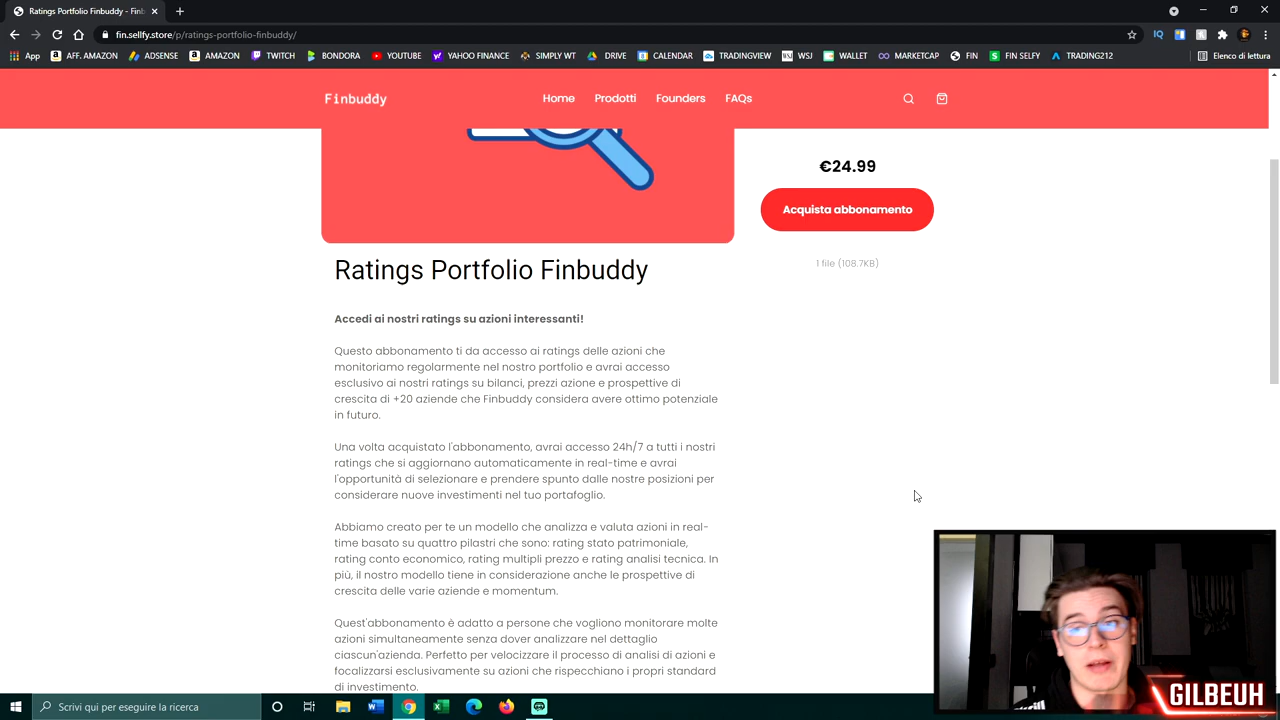 Ratings Portfolio Finbuddy - Finb
fin.sellfy.store/p/ratings-portfolio-finbuddy/
App
AFF. AMAZON
ADSENSE
AMAZON
TWITCH
BONDORA
YOUTUBE
YAHOO FINANCE
SIMPLY WT
DRIVE
CALENDAR
TRADINGVIEW
WSJ
WALLET
MARKETCAP
FIN
FIN SELFY
TRADING212
Elenco di lettura
Finbuddy
Home
Prodotti
Founders
FAQs
€24.99
Acquista abbonamento
1 file (108.7KB)
Ratings Portfolio Finbuddy
Accedi ai nostri ratings su azioni interessanti!
Questo abbonamento ti da accesso ai ratings delle azioni che
monitoriamo regolarmente nel nostro portfolio e avrai accesso
esclusivo ai nostri ratings su bilanci, prezzi azione e prospettive di
crescita di +20 aziende che Finbuddy considera avere ottimo potenziale
in futuro.
Una volta acquistato l'abbonamento, avrai accesso 24h/7 a tutti i nostri
ratings che si aggiornano automaticamente in real-time e avrai
l'opportunità di selezionare e prendere spunto dalle nostre posizioni per
considerare nuove investimenti nel tuo portafoglio.
Abbiamo creato per te un modello che analizza e valuta azioni in real-
time basato su quattro pilastri che sono: rating stato patrimoniale,
rating conto economico, rating multipli prezzo e rating analisi tecnica. In
più, il nostro modello tiene in considerazione anche le prospettive di
crescita delle varie aziende e momentum.
Quest'abbonamento è adatto a persone che vogliono monitorare molte
azioni simultaneamente senza dover analizzare nel dettaglio
ciascun'azienda. Perfetto per velocizzare il processo di analisi di azioni e
focalizzarsi esclusivamente su azioni che rispecchiano i propri standard
di investimento.
GILBEUH
Scrivi qui per eseguire la ricerca